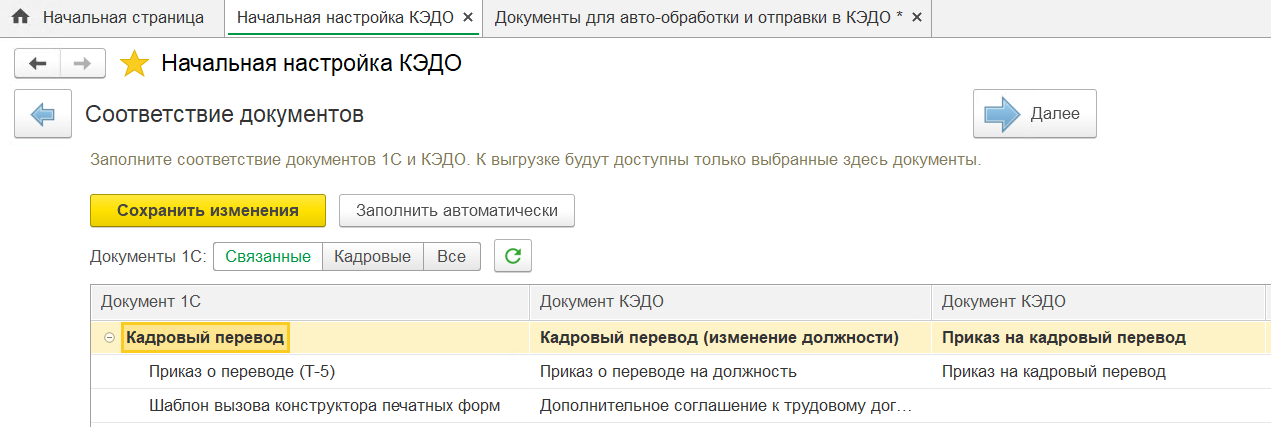 Начальная страница Начальная настройка КЭДО × Документы для авто-обработки и отправки в КЭДО * ×
Начальная настройка КЭДО
Соответствие документов Далее
Заполните соответствие документов 1С и КЭДО. К выгрузке будут доступны только выбранные здесь документы.
Сохранить изменения Заполнить автоматически
Документы 1С: Связанные Кадровые Все
Документ 1С Документ КЭДО Документ КЭДО
Кадровый перевод Кадровый перевод (изменение должности) Приказ на кадровый перевод
Приказ о переводе (Т-5) Приказ о переводе на должность Приказ на кадровый перевод
Шаблон вызова конструктора печатных форм Дополнительное соглашение к трудовому дог...